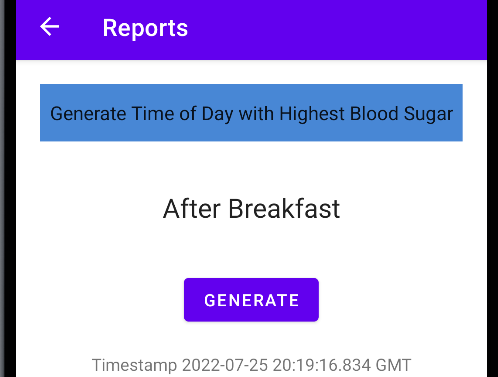 Reports
Generate Time of Day with Highest Blood Sugar
After Breakfast
GENERATE
Timestamp 2022-07-25 20:19:16.834 GMT